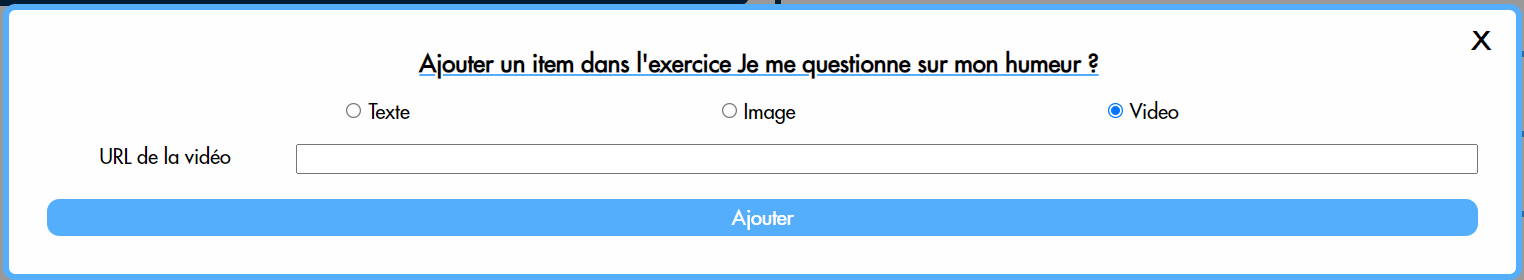 X
Ajouter un item dans l'exercice Je me questionne sur mon humeur ?
Texte Image Video
URL de la vidéo
Ajouter